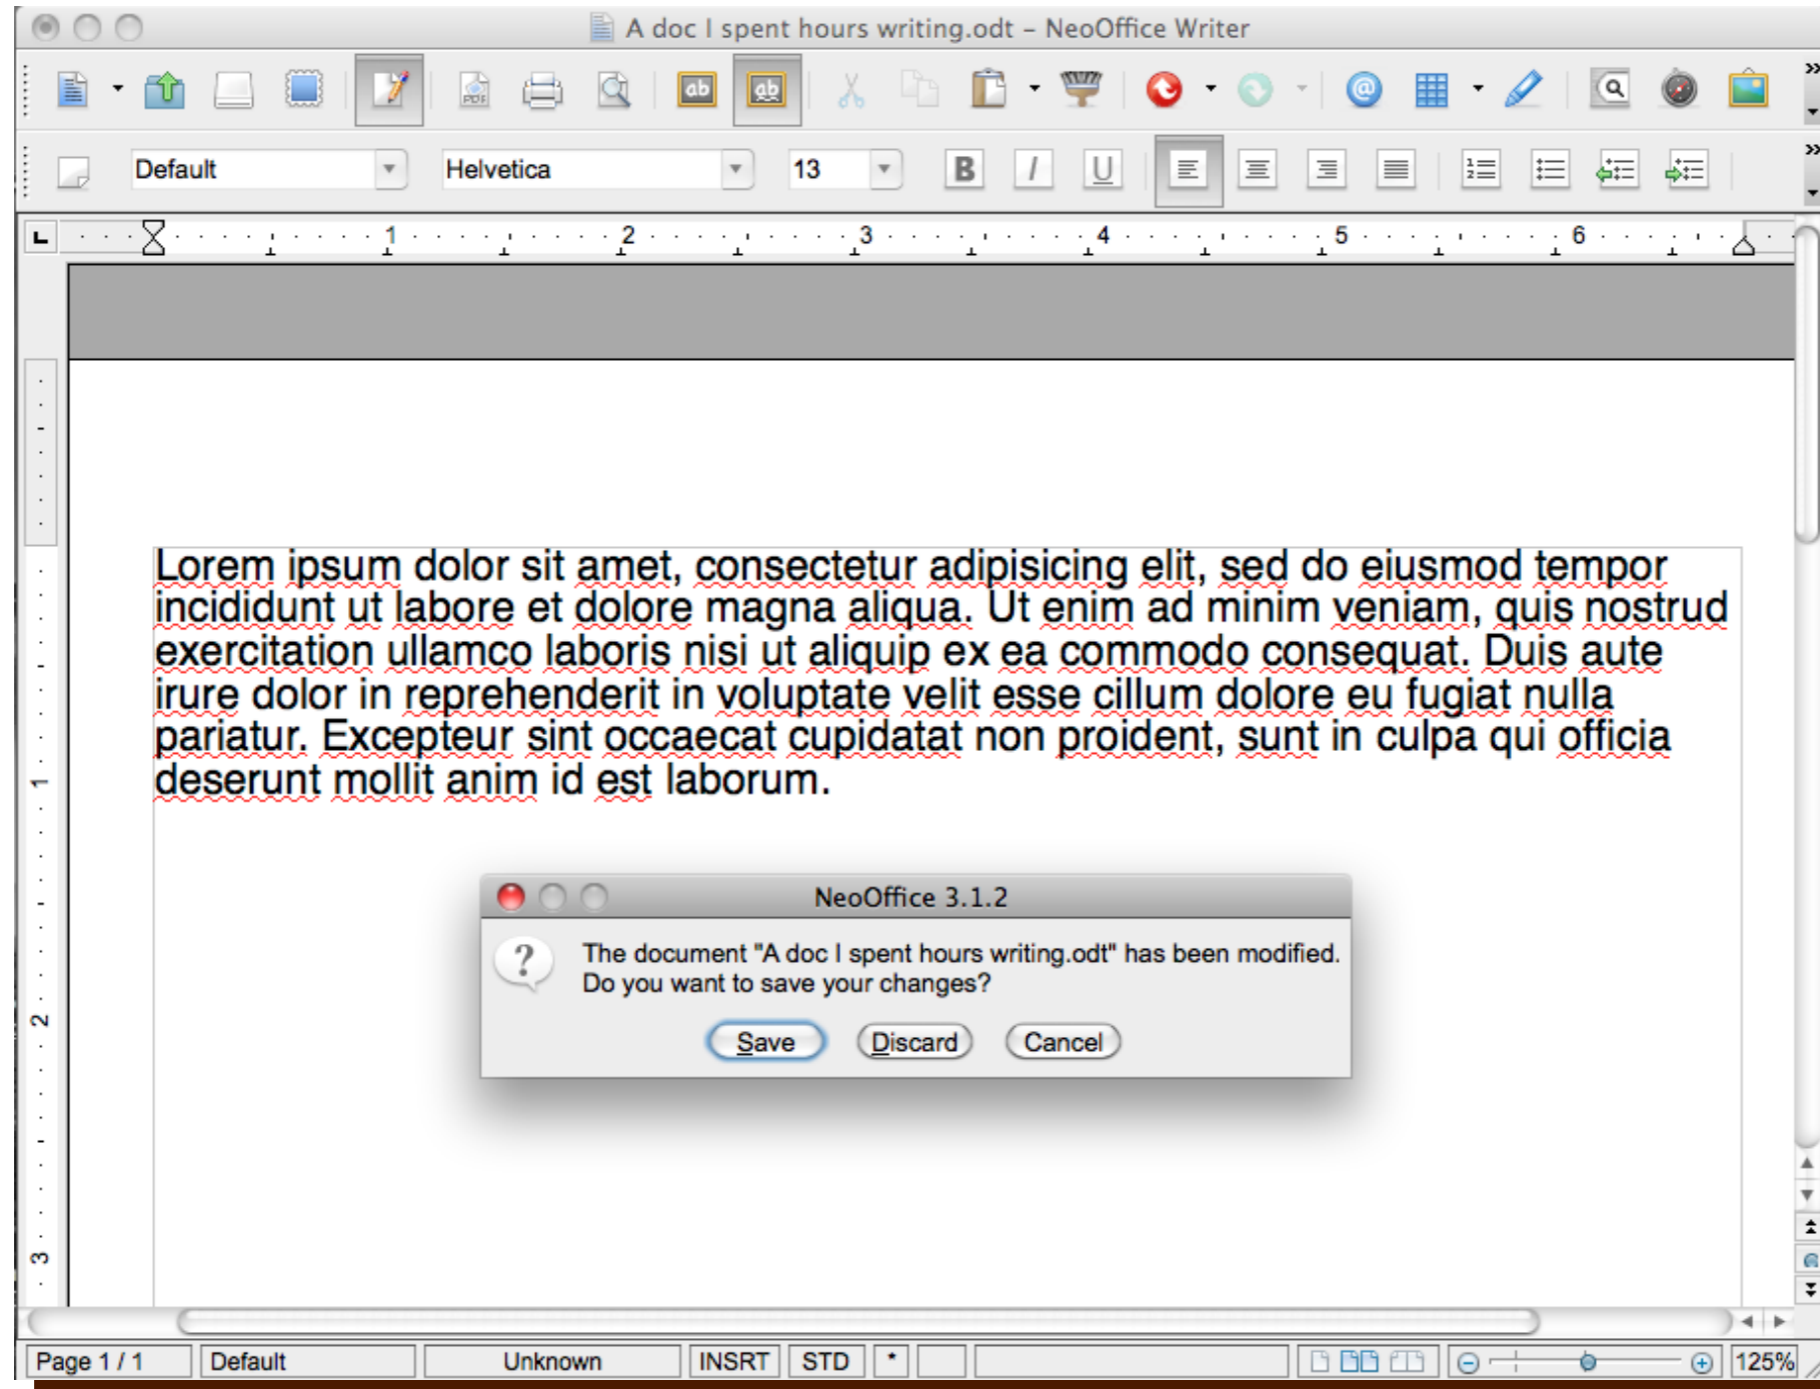 A doc I spent hours writing.odt – NeoOffice Writer
PDF ab ab
Default Helvetica 13 B I U
1 2 3 4 5 6
Lorem ipsum dolor sit amet, consectetur adipisicing elit, sed do eiusmod tempor
incididunt ut labore et dolore magna aliqua. Ut enim ad minim veniam, quis nostrud
exercitation ullamco laboris nisi ut aliquip ex ea commodo consequat. Duis aute
irure dolor in reprehenderit in voluptate velit esse cillum dolore eu fugiat nulla
pariatur. Excepteur sint occaecat cupidatat non proident, sunt in culpa qui officia
deserunt mollit anim id est laborum.
1
NeoOffice 3.1.2
The document "A doc I spent hours writing.odt" has been modified.
Do you want to save your changes?
2
Save Discard Cancel
3
Page 1 / 1 Default Unknown INSRT STD * 125%